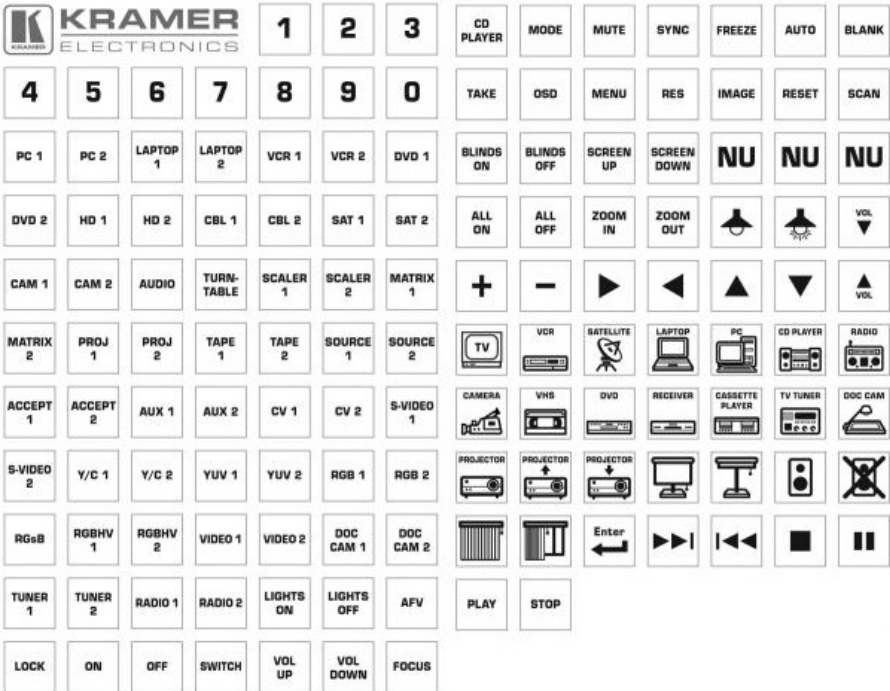 KRAMER
KRAMER
ELECTRONICS
1 2 3
4 5 6 7 8 9 0
PC 1 PC 2 LAPTOP 1 LAPTOP 2 VCR 1 VCR 2 DVD 1
DVD 2 HD 1 HD 2 CBL 1 CBL 2 SAT 1 SAT 2
CAM 1 CAM 2 AUDIO TURN-TABLE SCALER 1 SCALER 2 MATRIX 1
MATRIX 2 PROJ 1 PROJ 2 TAPE 1 TAPE 2 SOURCE 1 SOURCE 2
ACCEPT 1 ACCEPT 2 AUX 1 AUX 2 CV 1 CV 2 S-VIDEO 1
S-VIDEO 2 Y/C 1 Y/C 2 YUV 1 YUV 2 RGB 1 RGB 2
RGsB RGBHV 1 RGBHV 2 VIDEO 1 VIDEO 2 DOC CAM 1 DOC CAM 2
TUNER 1 TUNER 2 RADIO 1 RADIO 2 LIGHTS ON LIGHTS OFF AFV
LOCK ON OFF SWITCH VOL UP VOL DOWN FOCUS
CD PLAYER MODE MUTE SYNC FREEZE AUTO BLANK
TAKE OSD MENU RES IMAGE RESET SCAN
BLINDS ON BLINDS OFF SCREEN UP SCREEN DOWN NU NU NU
ALL ON ALL OFF ZOOM IN ZOOM OUT VOL
+ − VOL
TV VCR SATELLITE LAPTOP PC CD PLAYER RADIO
CAMERA VHS DVD RECEIVER CASSETTE PLAYER TV TUNER DOC CAM
PROJECTOR PROJECTOR PROJECTOR
Enter
PLAY STOP